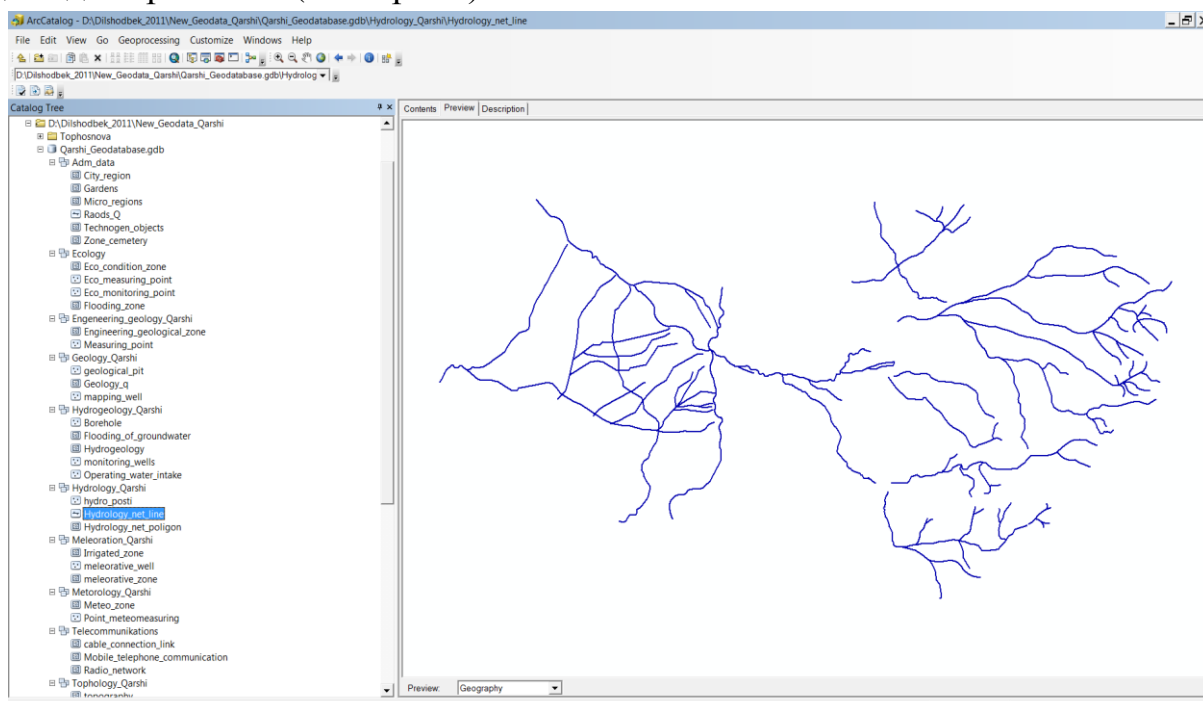 ArcCatalog - D:\Dilshodbek_2011\New_Geodata_Qarshi\Qarshi_Geodatabase.gdb\Hydrology_Qarshi\Hydrology_net_line
File Edit View Go Geoprocessing Customize Windows Help
D:\Dilshodbek_2011\New_Geodata_Qarshi\Qarshi_Geodatabase.gdb\Hydrolog
Catalog Tree
D:\Dilshodbek_2011\New_Geodata_Qarshi
Tophosnova
Qarshi_Geodatabase.gdb
Adm_data
City_region
Gardens
Micro_regions
Raods_Q
Technogen_objects
Zone_cemetery
Ecology
Eco_condition_zone
Eco_measuring_point
Eco_monitoring_point
Flooding_zone
Engeneering_geology_Qarshi
Engineering_geological_zone
Measuring_point
Geology_Qarshi
geological_pit
Geology_q
mapping_well
Hydrogeology_Qarshi
Borehole
Flooding_of_groundwater
Hydrogeology
monitoring_wells
Operating_water_intake
Hydrology_Qarshi
hydro_posti
Hydrology_net_line
Hydrology_net_poligon
Meleoration_Qarshi
Irrigated_zone
meleorative_well
meleorative_zone
Metorology_Qarshi
Meteo_zone
Point_meteomeasuring
Telecommunikations
cable_connection_link
Mobile_telephone_communication
Radio_network
Tophology_Qarshi
topography
Contents Preview Description
Preview: Geography